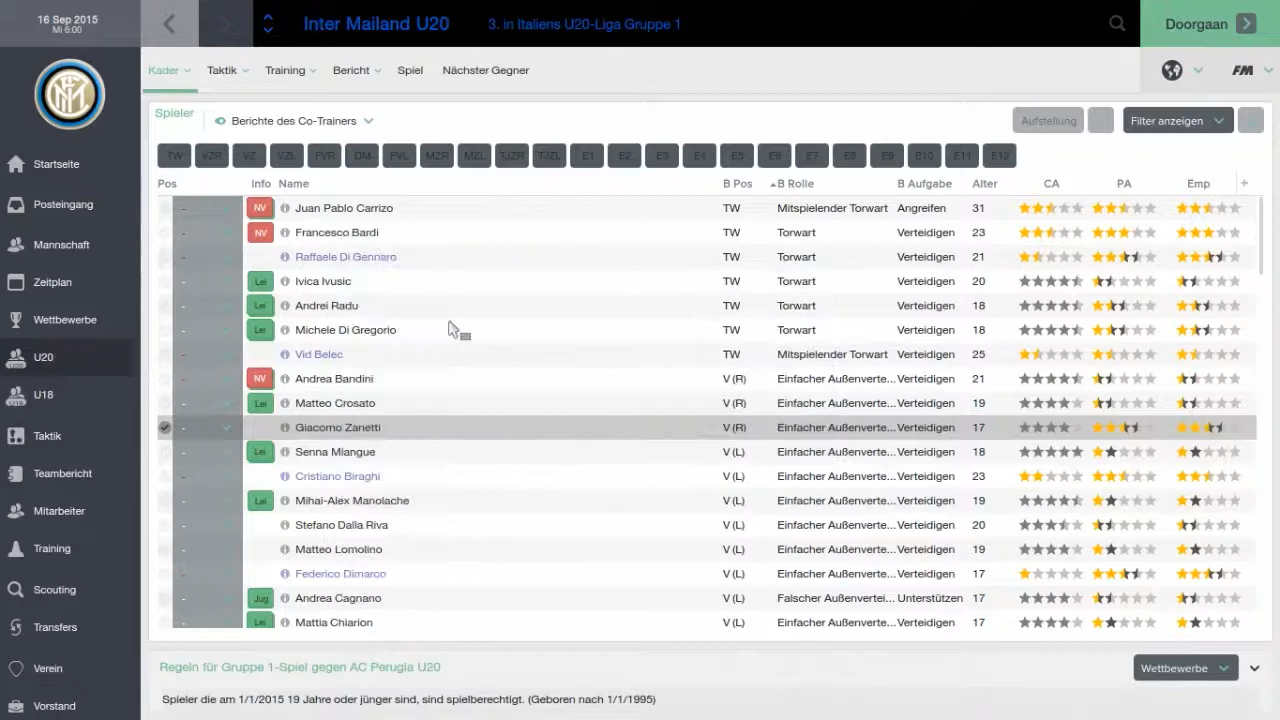 16 Sep 2015
Mi 6:00
Inter Mailand U20
3. in Italiens U20-Liga Gruppe 1
Doorgaan
Kader
Taktik
Training
Bericht
Spiel
Nächster Gegner
FM
Startseite
Posteingang
Mannschaft
Zeitplan
Wettbewerbe
U20
U18
Taktik
Teambericht
Mitarbeiter
Training
Scouting
Transfers
Verein
Vorstand
Spieler
Berichte des Co-Trainers
Aufstellung
Filter anzeigen
TW VZR VZ VZL FVR DM FVL MZR MZL TJZR TJZL E1 E2 E3 E4 E5 E6 E7 E8 E9 E10 E11 E12
Pos Info Name B Pos B Rolle B Aufgabe Alter CA PA Emp +
- NV Juan Pablo Carrizo TW Mitspielender Torwart Angreifen 31
- NV Francesco Bardi TW Torwart Verteidigen 23
- Raffaele Di Gennaro TW Torwart Verteidigen 21
- Lei Ivica Ivusic TW Torwart Verteidigen 20
- Lei Andrei Radu TW Torwart Verteidigen 18
- Lei Michele Di Gregorio TW Torwart Verteidigen 18
- Vid Belec TW Mitspielender Torwart Verteidigen 25
- NV Andrea Bandini V (R) Einfacher Außenverte... Verteidigen 21
- Lei Matteo Crosato V (R) Einfacher Außenverte... Verteidigen 19
- Giacomo Zanetti V (R) Einfacher Außenverte... Verteidigen 17
- Lei Senna Miangue V (L) Einfacher Außenverte... Verteidigen 18
- Cristiano Biraghi V (L) Einfacher Außenverte... Verteidigen 23
- Lei Mihai-Alex Manolache V (L) Einfacher Außenverte... Verteidigen 19
- Stefano Dalla Riva V (L) Einfacher Außenverte... Verteidigen 20
- Matteo Lomolino V (L) Einfacher Außenverte... Verteidigen 19
- Federico Dimarco V (L) Einfacher Außenverte... Verteidigen 17
- Jug Andrea Cagnano V (L) Falscher Außenvertei... Unterstützen 17
- Lei Mattia Chiarion V (L) Einfacher Außenverte... Verteidigen 17
Regeln für Gruppe 1-Spiel gegen AC Perugia U20
Wettbewerbe
Spieler die am 1/1/2015 19 Jahre oder jünger sind, sind spielberechtigt. (Geboren nach 1/1/1995)